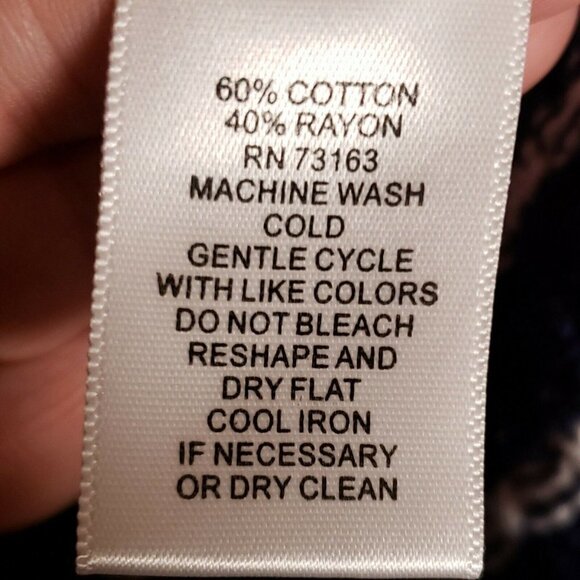 60% COTTON
40% RAYON
RN 73163
MACHINE WASH
COLD
GENTLE CYCLE
WITH LIKE COLORS
DO NOT BLEACH
RESHAPE AND
DRY FLAT
COOL IRON
IF NECESSARY
OR DRY CLEAN